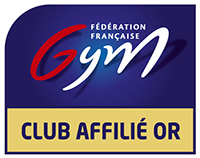 FÉDÉRATION
FRANÇAISE
Gym
CLUB AFFILIÉ OR